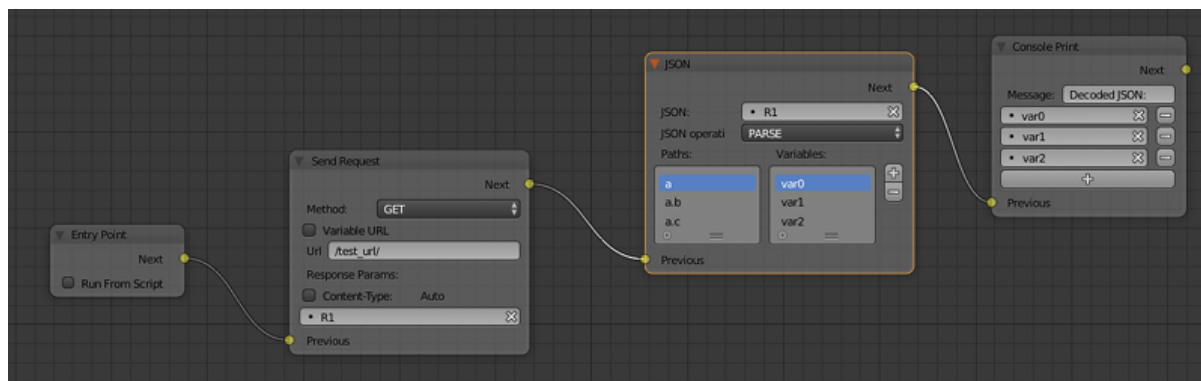 Entry Point
Next
Run From Script
Send Request
Next
Method: GET
Variable URL
Url /test_url/
Response Params:
Content-Type: Auto
R1
Previous
JSON
Next
JSON: R1
JSON operati PARSE
Paths: Variables:
a var0
a.b var1
a.c var2
Previous
Console Print
Next
Message: Decoded JSON:
var0
var1
var2
Previous